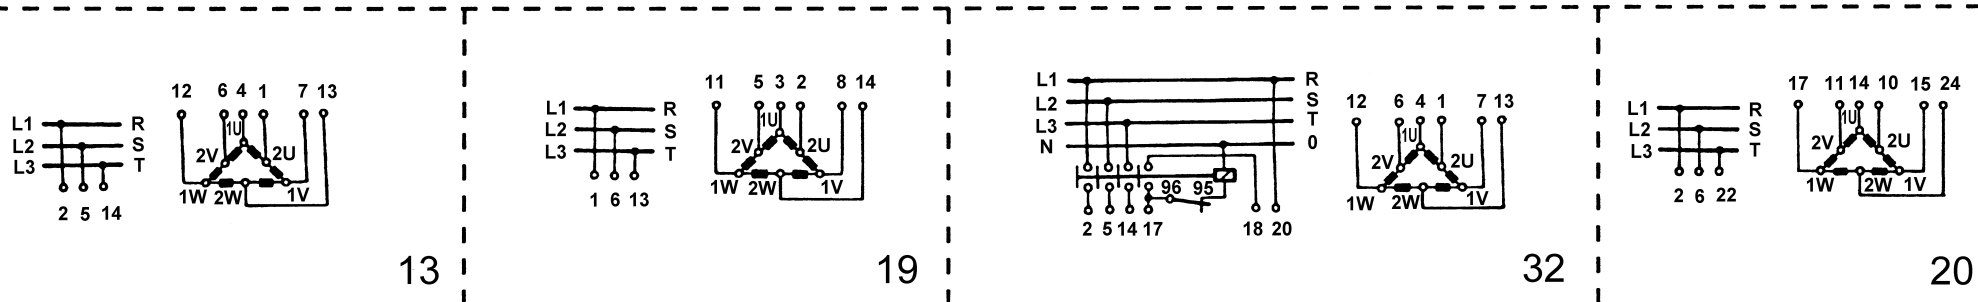 12 6 4 1 7 13
L1 R
L2 S
L3 T
1U
2V 2U
1W 2W 1V
2 5 14
13
11 5 3 2 8 14
L1 R
L2 S
L3 T
1U
2V 2U
1W 2W 1V
1 6 13
19
L1 R
L2 S
L3 T
N 0
96 95
2 5 14 17 18 20
12 6 4 1 7 13
1U
2V 2U
1W 2W 1V
32
17 11 14 10 15 24
L1 R
L2 S
L3 T
1U
2V 2U
1W 2W 1V
2 6 22
20